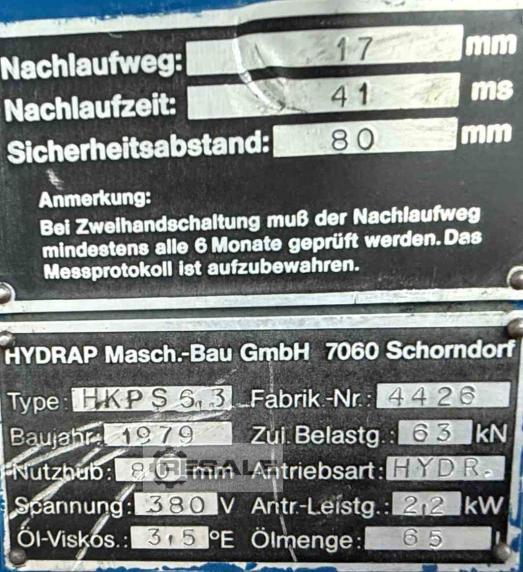 Nachlaufweg: 17 mm
Nachlaufzeit: 41 ms
Sicherheitsabstand: 80 mm
Anmerkung:
Bei Zweihandschaltung muß der Nachlaufweg
mindestens alle 6 Monate geprüft werden. Das
Messprotokoll ist aufzubewahren.
HYDRAP Masch.-Bau GmbH 7060 Schorndorf
Type: HKPS 6,3 Fabrik-Nr.: 4426
Baujahr: 1979 Zul. Belastg.: 63 kN
Nutzhub: 80 mm Antriebsart: HYDR.
Spannung: 380 V Antr.-Leistg.: 2,2 kW
Öl-Viskos.: 3,5 °E Ölmenge: 65 l
RESALE